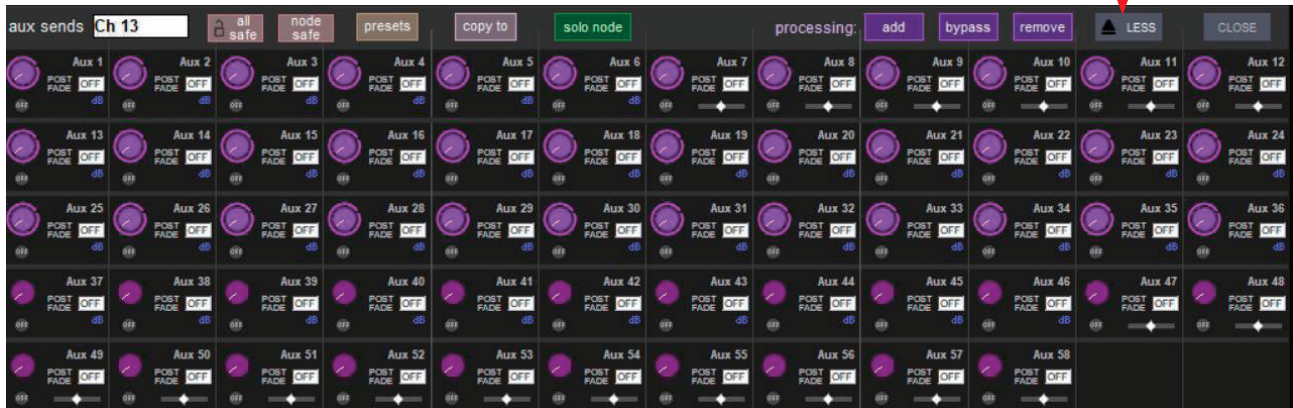 aux sends Ch 13 all safe node safe presets copy to solo node processing: add bypass remove LESS CLOSE
Aux 1 Aux 2 Aux 3 Aux 4 Aux 5 Aux 6 Aux 7 Aux 8 Aux 9 Aux 10 Aux 11 Aux 12
POST FADE OFF POST FADE OFF POST FADE OFF POST FADE OFF POST FADE OFF POST FADE OFF POST FADE OFF POST FADE OFF POST FADE OFF POST FADE OFF POST FADE OFF POST FADE OFF
OFF dB OFF dB OFF dB OFF dB OFF dB OFF dB OFF OFF OFF OFF OFF OFF
Aux 13 Aux 14 Aux 15 Aux 16 Aux 17 Aux 18 Aux 19 Aux 20 Aux 21 Aux 22 Aux 23 Aux 24
POST FADE OFF POST FADE OFF POST FADE OFF POST FADE OFF POST FADE OFF POST FADE OFF POST FADE OFF POST FADE OFF POST FADE OFF POST FADE OFF POST FADE OFF POST FADE OFF
OFF dB OFF dB OFF dB OFF dB OFF dB OFF dB OFF dB OFF dB OFF dB OFF dB OFF dB OFF dB
Aux 25 Aux 26 Aux 27 Aux 28 Aux 29 Aux 30 Aux 31 Aux 32 Aux 33 Aux 34 Aux 35 Aux 36
POST FADE OFF POST FADE OFF POST FADE OFF POST FADE OFF POST FADE OFF POST FADE OFF POST FADE OFF POST FADE OFF POST FADE OFF POST FADE OFF POST FADE OFF POST FADE OFF
OFF dB OFF dB OFF dB OFF dB OFF dB OFF dB OFF dB OFF dB OFF dB OFF dB OFF dB OFF dB
Aux 37 Aux 38 Aux 39 Aux 40 Aux 41 Aux 42 Aux 43 Aux 44 Aux 45 Aux 46 Aux 47 Aux 48
POST FADE OFF POST FADE OFF POST FADE OFF POST FADE OFF POST FADE OFF POST FADE OFF POST FADE OFF POST FADE OFF POST FADE OFF POST FADE OFF POST FADE OFF POST FADE OFF
OFF dB OFF dB OFF dB OFF dB OFF dB OFF dB OFF dB OFF dB OFF dB OFF dB OFF OFF
Aux 49 Aux 50 Aux 51 Aux 52 Aux 53 Aux 54 Aux 55 Aux 56 Aux 57 Aux 58
POST FADE OFF POST FADE OFF POST FADE OFF POST FADE OFF POST FADE OFF POST FADE OFF POST FADE OFF POST FADE OFF POST FADE OFF POST FADE OFF
OFF OFF OFF OFF OFF OFF OFF OFF OFF OFF